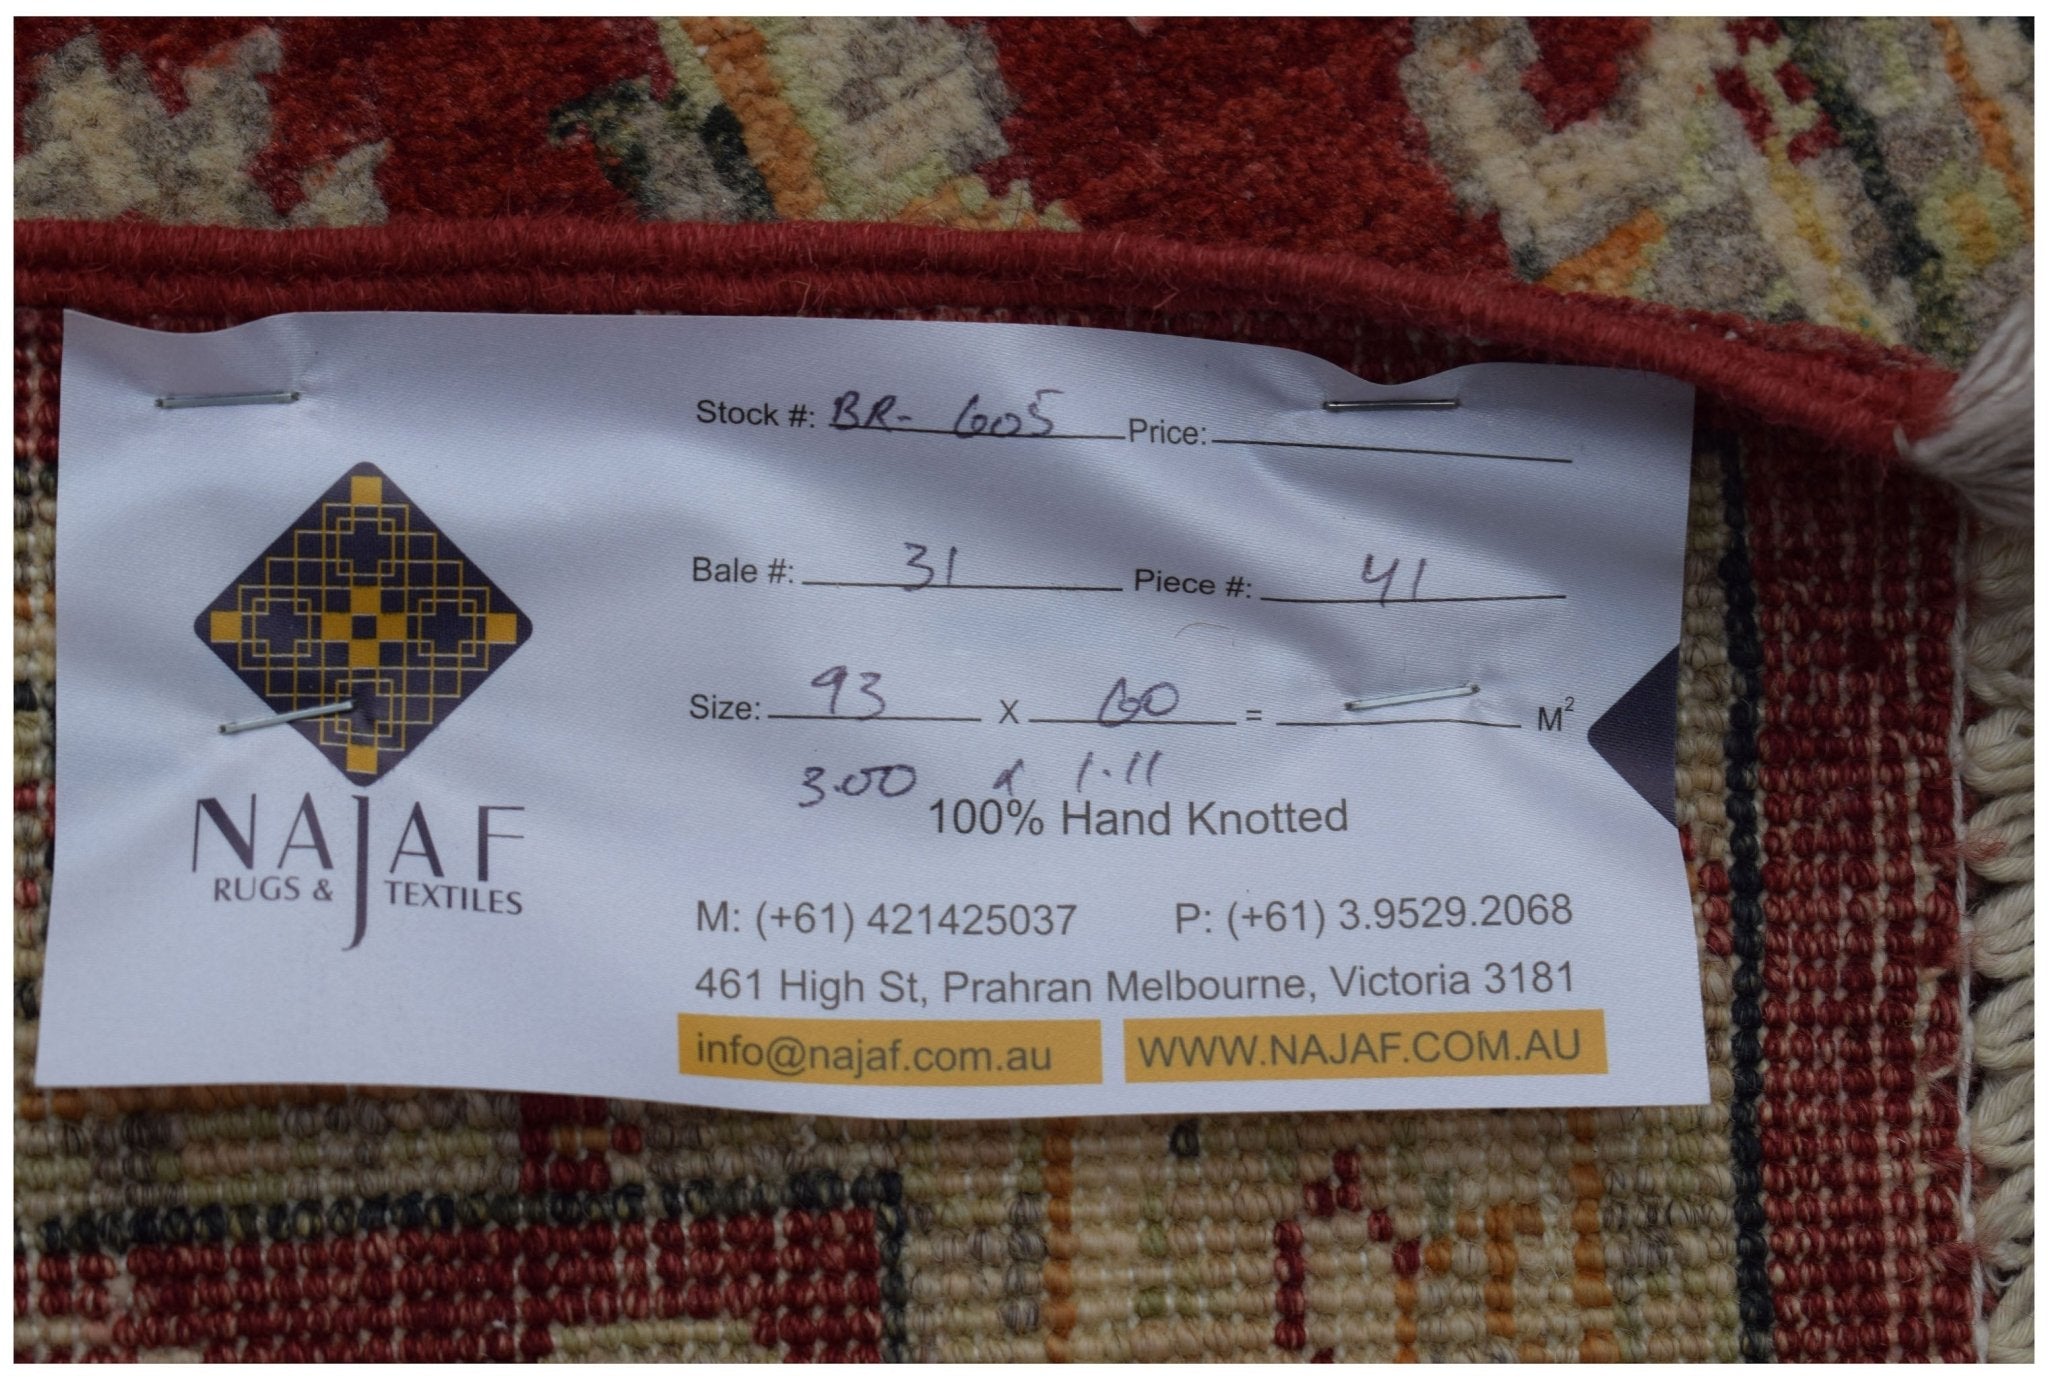 Stock #: BR- 605 Price:
Bale #: 31 Piece #: 41
Size: 93 X 60 = M²
3.00 x 1.11
100% Hand Knotted
NAJAF
RUGS & TEXTILES
M: (+61) 421425037 P: (+61) 3.9529.2068
461 High St, Prahran Melbourne, Victoria 3181
info@najaf.com.au WWW.NAJAF.COM.AU